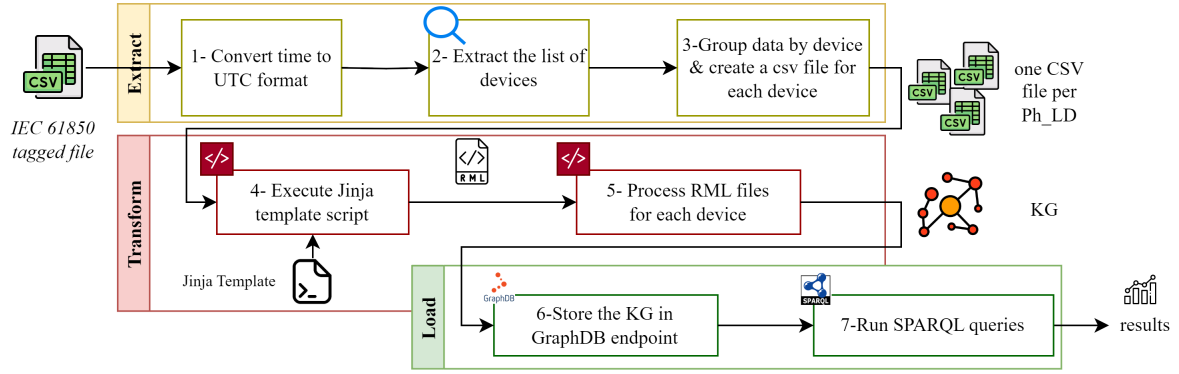 Extract
1- Convert time to
UTC format
2- Extract the list of
devices
3-Group data by device
& create a csv file for
each device
CSV
IEC 61850
tagged file
CSV
CSV
CSV
one CSV
file per
Ph_LD
Transform
</>
4- Execute Jinja
template script
</>
RML
</>
5- Process RML files
for each device
KG
Jinja Template
>_
Load
GraphDB
6-Store the KG in
GraphDB endpoint
SPARQL
7-Run SPARQL queries
results